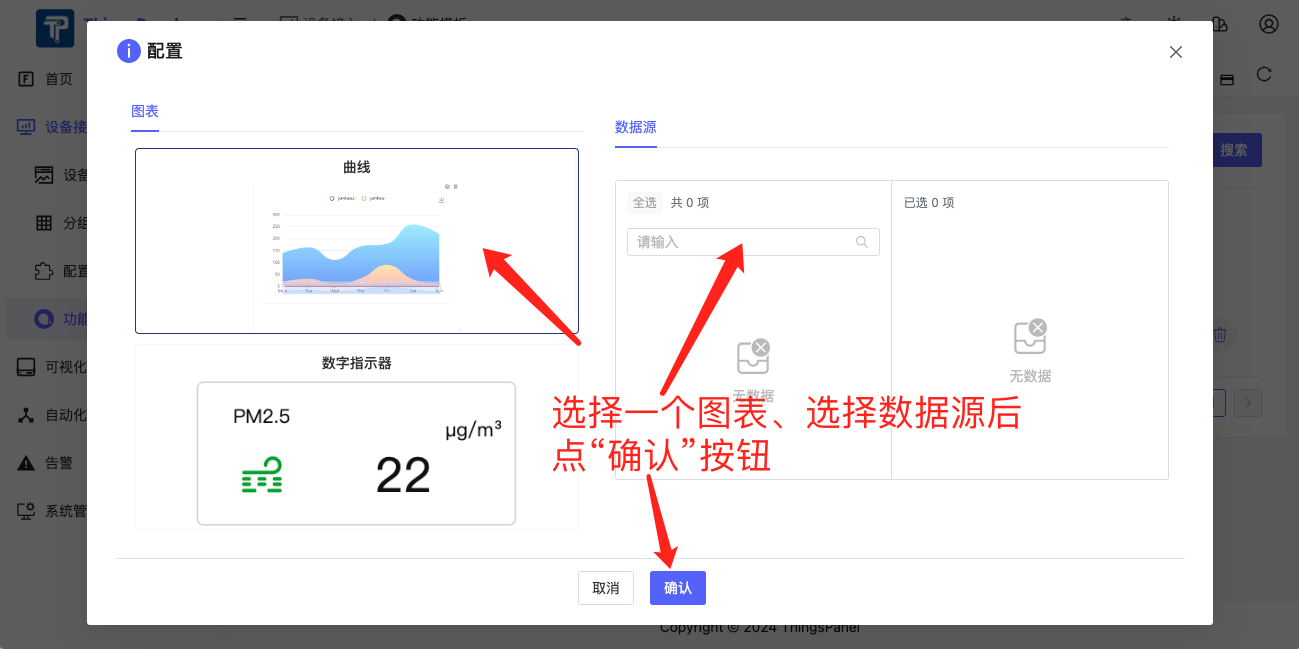 配置
图表
数据源
曲线
全选 共 0 项
已选 0 项
请输入
无数据
无数据
数字指示器
PM2.5
μg/m³
22
选择一个图表、选择数据源后
点“确认”按钮
取消
确认
首页
设备接
设备
分组
配置
功能
可视化
自动化
告警
系统管
搜索
Copyright © 2024 ThingsPanel